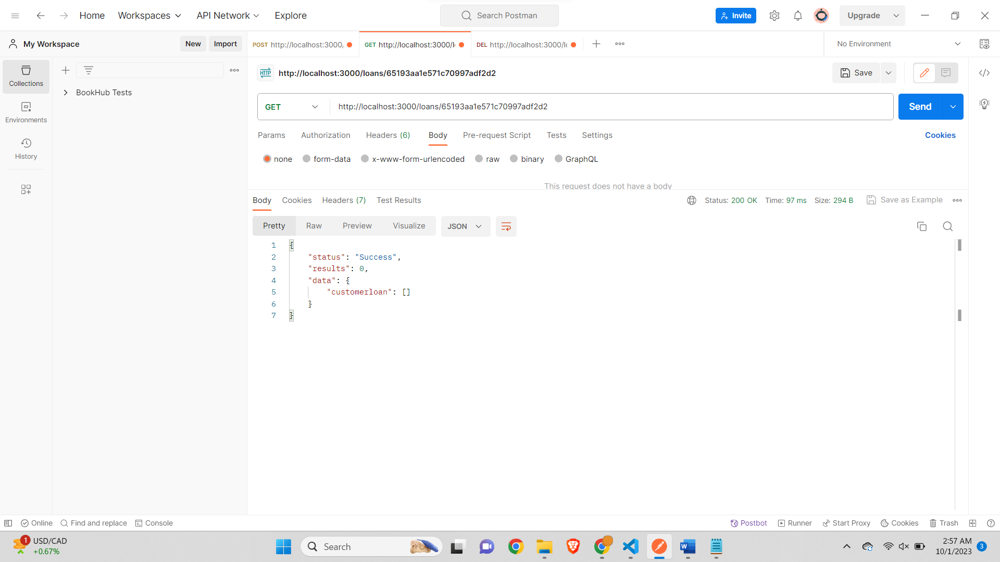 Home Workspaces API Network Explore Search Postman Invite Upgrade
My Workspace New Import POST http://localhost:3000/ GET http://localhost:3000/l DEL http://localhost:3000/l No Environment
Collections
BookHub Tests
Environments
History
HTTP http://localhost:3000/loans/65193aa1e571c70997adf2d2 Save
GET http://localhost:3000/loans/65193aa1e571c70997adf2d2 Send
Params Authorization Headers (6) Body Pre-request Script Tests Settings Cookies
none form-data x-www-form-urlencoded raw binary GraphQL
This request does not have a body
Body Cookies Headers (7) Test Results Status: 200 OK Time: 97 ms Size: 294 B Save as Example
Pretty Raw Preview Visualize JSON
1 {
2 "status": "Success",
3 "results": 0,
4 "data": {
5 "customerloan": []
6 }
7 }
Online Find and replace Console Postbot Runner Start Proxy Cookies Trash
1 USD/CAD
+0.67%
Search
W
2:57 AM
10/1/2023
3